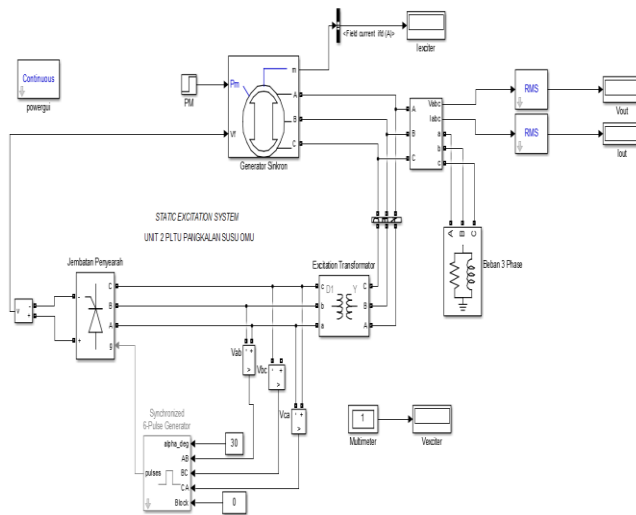 <Field current ifd (A)>
Iexciter
Continuous
powergui
PM
Pm
m
A
B
C
Vf
Generator Sinkron
A
B
C
Vabc
Iabc
a
b
c
RMS
Vout
RMS
Iout
STATIC EXCITATION SYSTEM
UNIT 2 PLTU PANGKALAN SUSU OMU
A B C
Beban 3 Phase
Jembatan Penyearah
Excitation Transformator
v
-
+
-
+
C
B
A
g
c
b
a
D1
Y
C
B
A
Vab
Vbc
Vca
Synchronized
6-Pulse Generator
alpha_deg
AB
BC
CA
Block
pulses
30
0
1
Multimeter
Vexciter